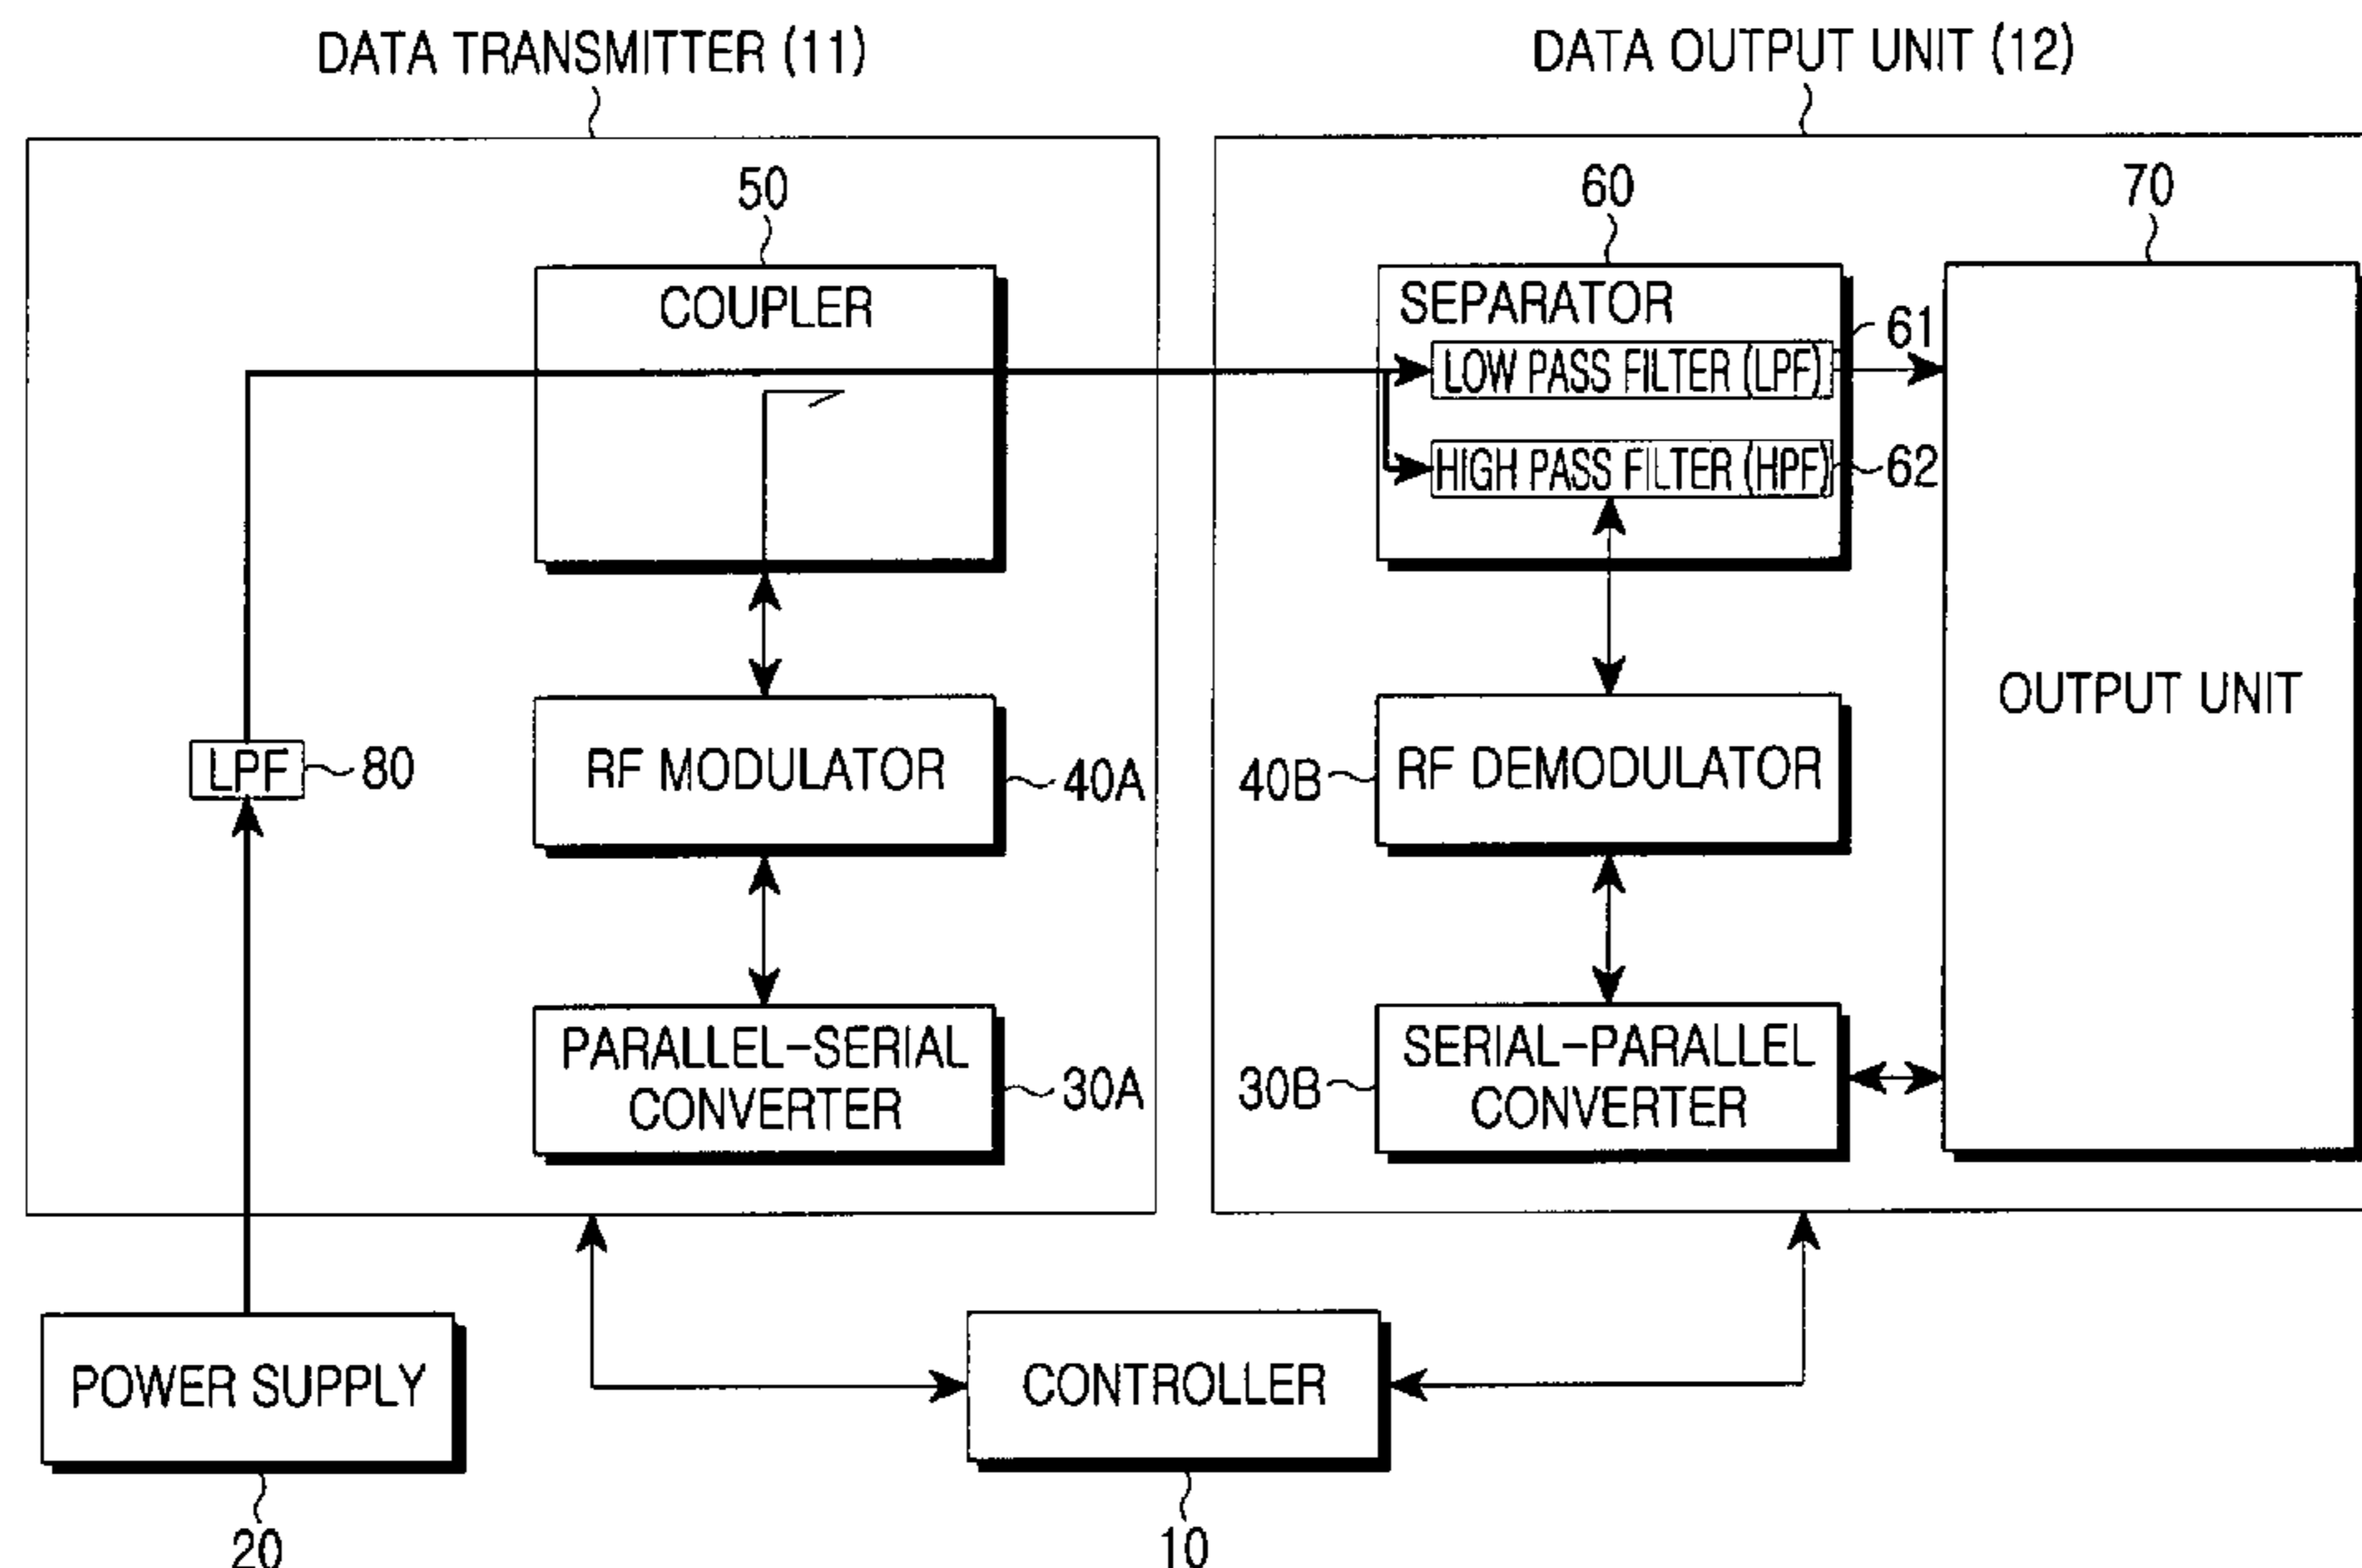 DATA TRANSMITTER (11)
DATA OUTPUT UNIT (12)
50
COUPLER
60
SEPARATOR
61
LOW PASS FILTER (LPF)
HIGH PASS FILTER (HPF)
62
70
OUTPUT UNIT
LPF
80
RF MODULATOR
40A
40B
RF DEMODULATOR
PARALLEL-SERIAL
CONVERTER
30A
30B
SERIAL-PARALLEL
CONVERTER
POWER SUPPLY
20
CONTROLLER
10